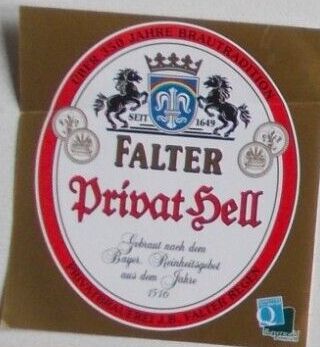 ÜBER 350 JAHRE BRAUTRADITION
SEIT 1649
FALTER
Privat Hell
Gebraut nach dem
Bayer. Reinheitsgebot
aus dem Jahre
1516
PRIVATBRAUEREI J.B. FALTER REGEN